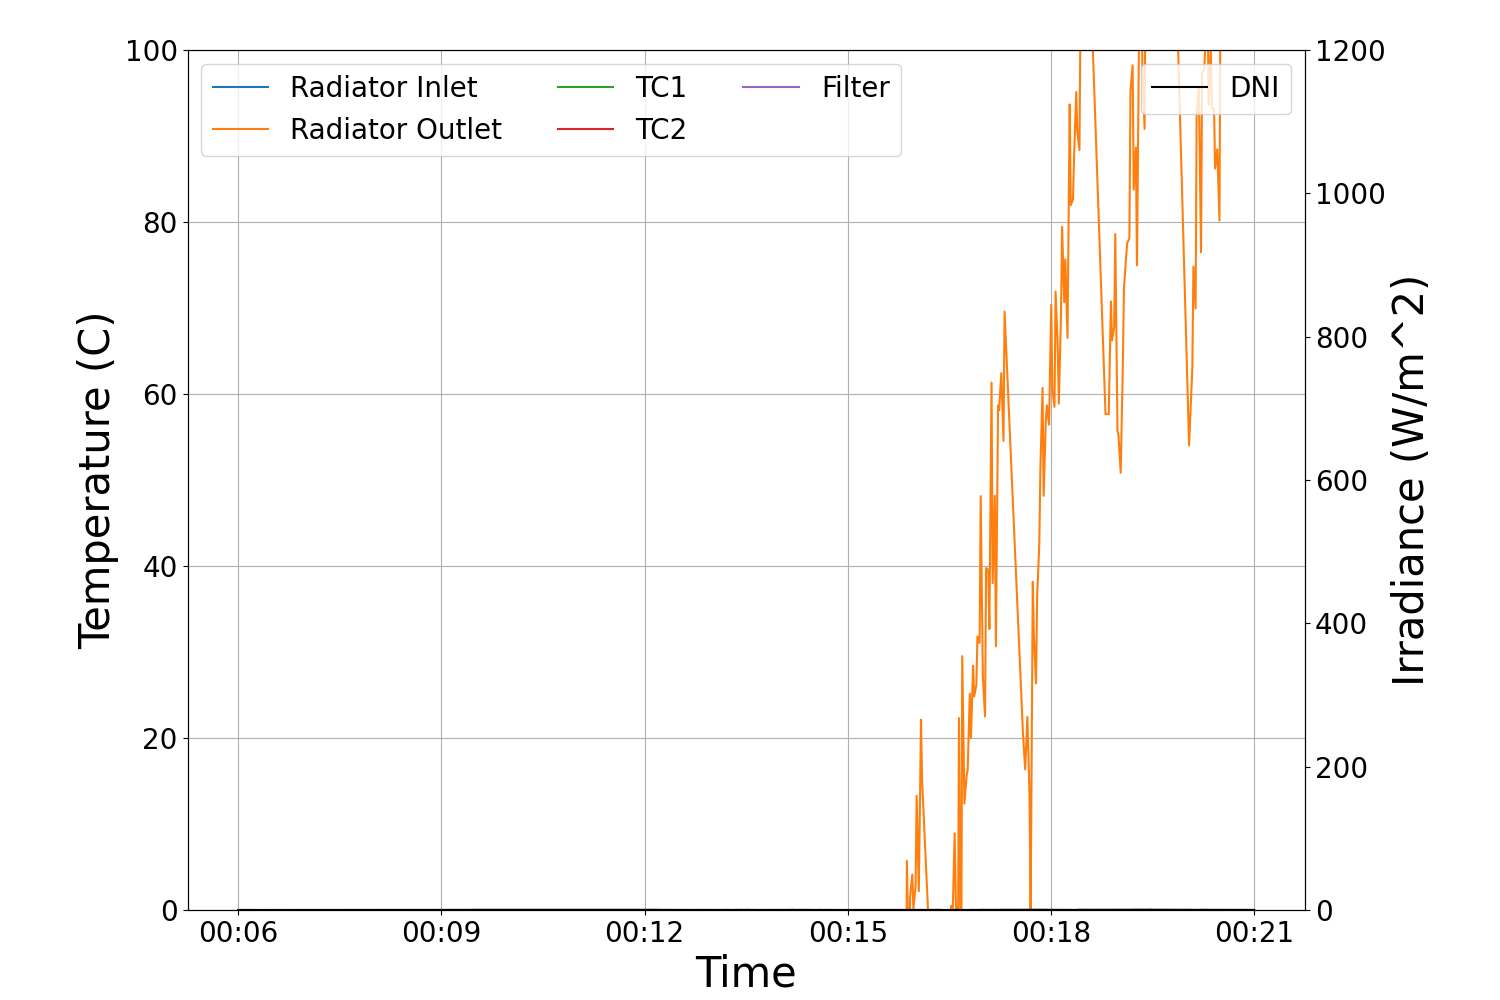 100
80
60
40
20
0
Temperature (C)
Radiator Inlet
Radiator Outlet
TC1
TC2
Filter
DNI
1200
1000
800
600
400
200
0
Irradiance (W/m^2)
00:06 00:09 00:12 00:15 00:18 00:21
Time